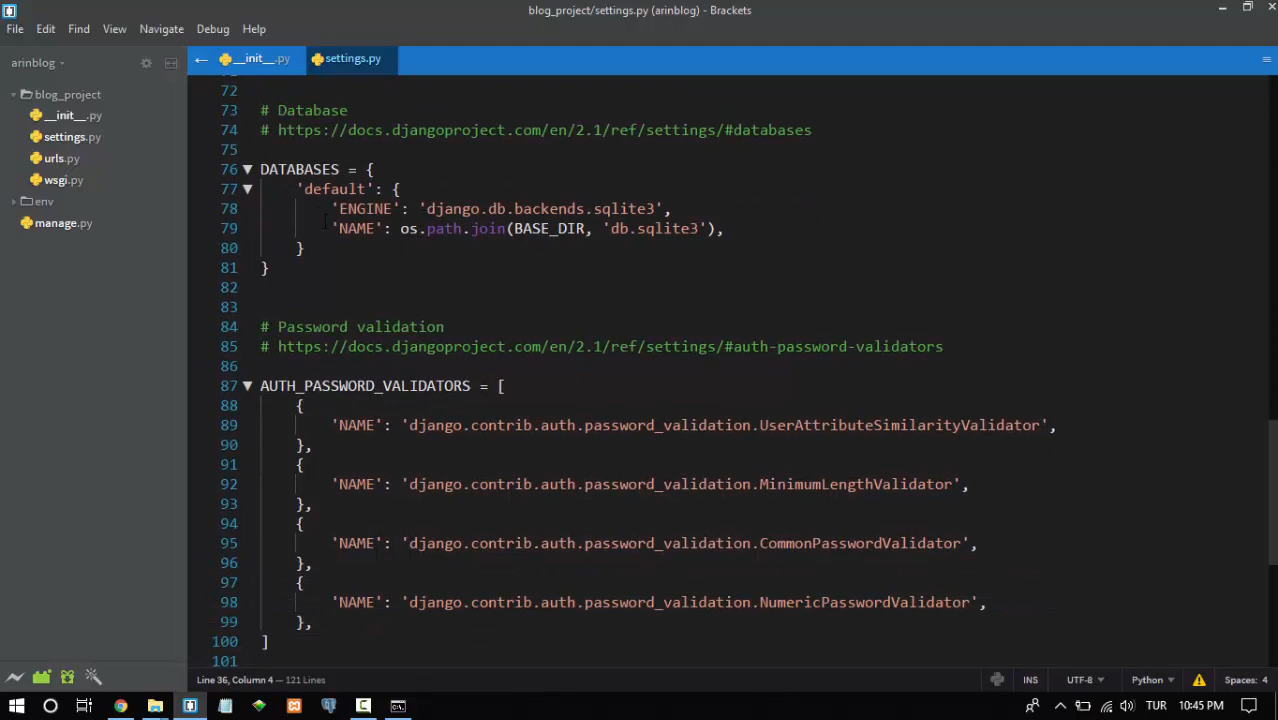 blog_project/settings.py (arinblog) - Brackets
File Edit Find View Navigate Debug Help
arinblog
__init__.py settings.py
blog_project
__init__.py
settings.py
urls.py
wsgi.py
env
manage.py
72
73 # Database
74 # https://docs.djangoproject.com/en/2.1/ref/settings/#databases
75
76 DATABASES = {
77 'default': {
78 'ENGINE': 'django.db.backends.sqlite3',
79 'NAME': os.path.join(BASE_DIR, 'db.sqlite3'),
80 }
81 }
82
83
84 # Password validation
85 # https://docs.djangoproject.com/en/2.1/ref/settings/#auth-password-validators
86
87 AUTH_PASSWORD_VALIDATORS = [
88 {
89 'NAME': 'django.contrib.auth.password_validation.UserAttributeSimilarityValidator',
90 },
91 {
92 'NAME': 'django.contrib.auth.password_validation.MinimumLengthValidator',
93 },
94 {
95 'NAME': 'django.contrib.auth.password_validation.CommonPasswordValidator',
96 },
97 {
98 'NAME': 'django.contrib.auth.password_validation.NumericPasswordValidator',
99 },
100 ]
101
Line 36, Column 4 — 121 Lines
INS UTF-8 Python Spaces: 4
TUR 10:45 PM